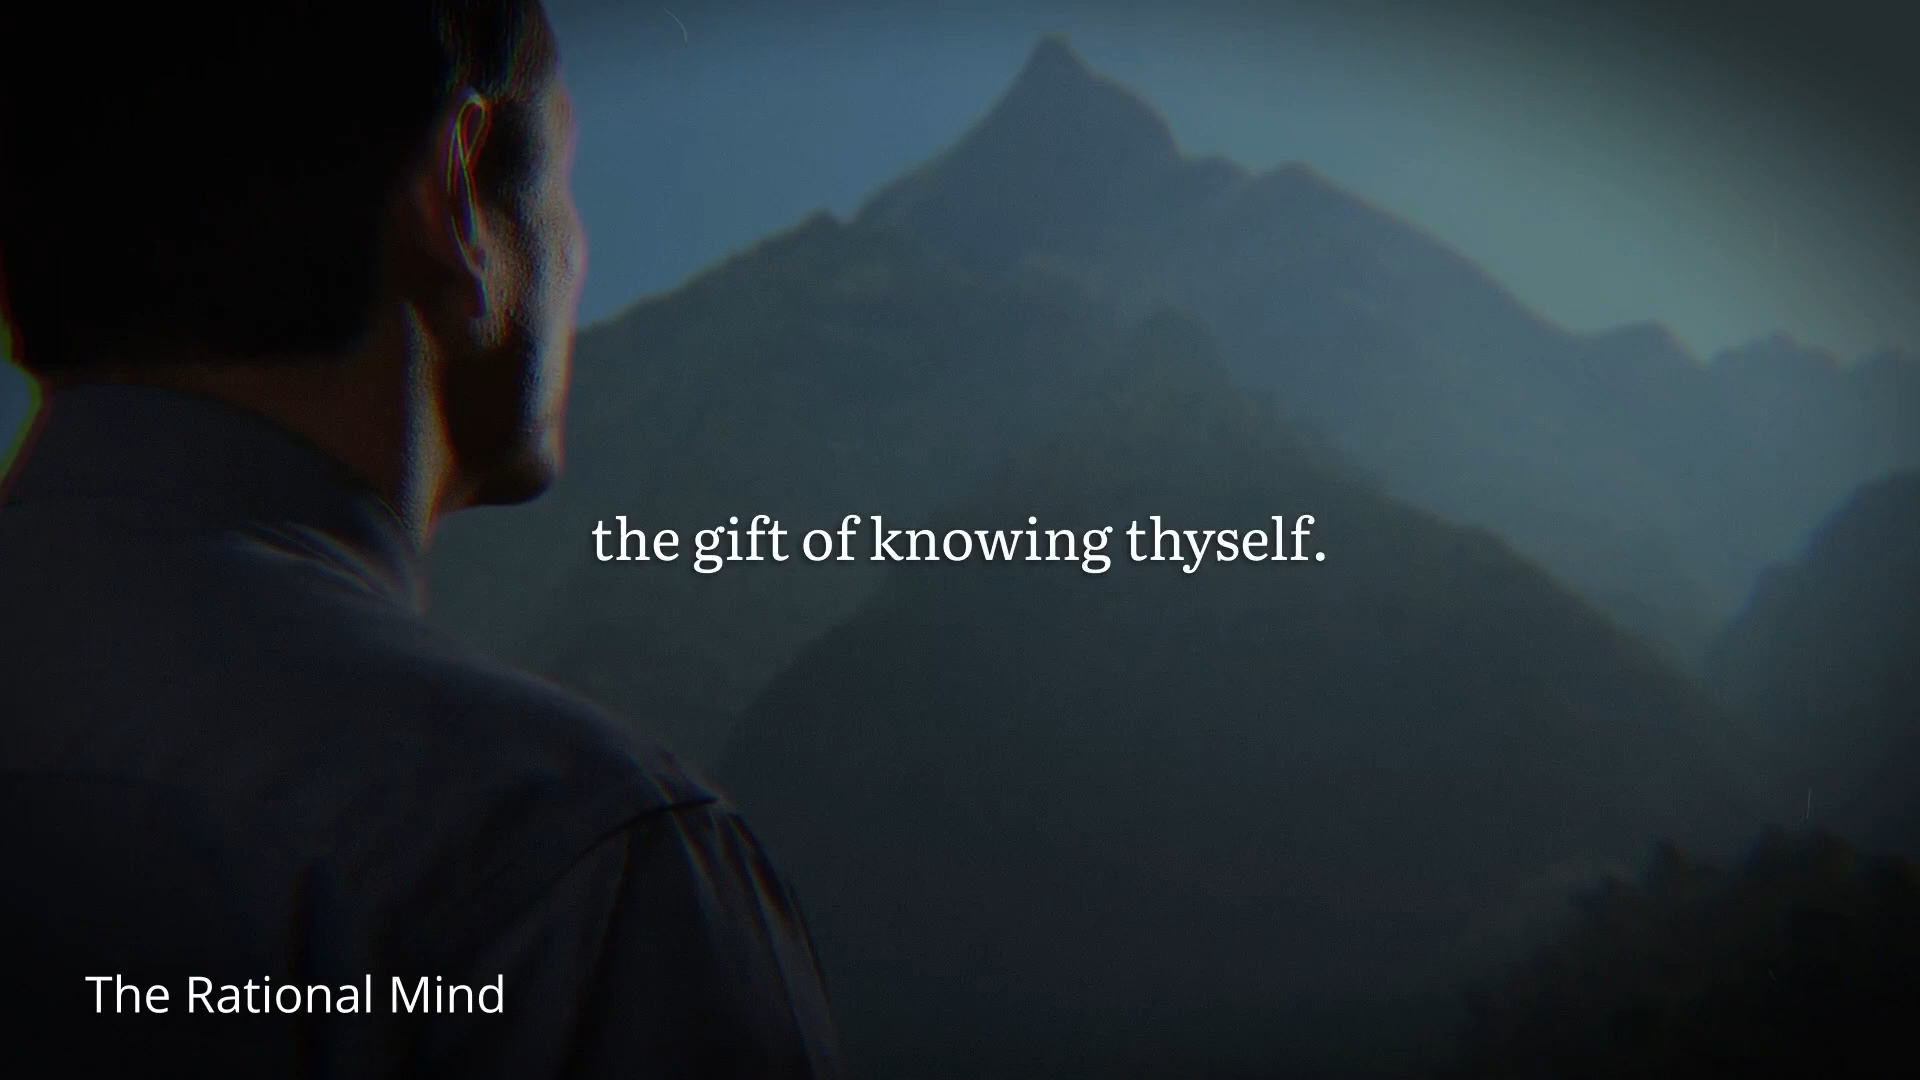 the gift of knowing thyself.
The Rational Mind